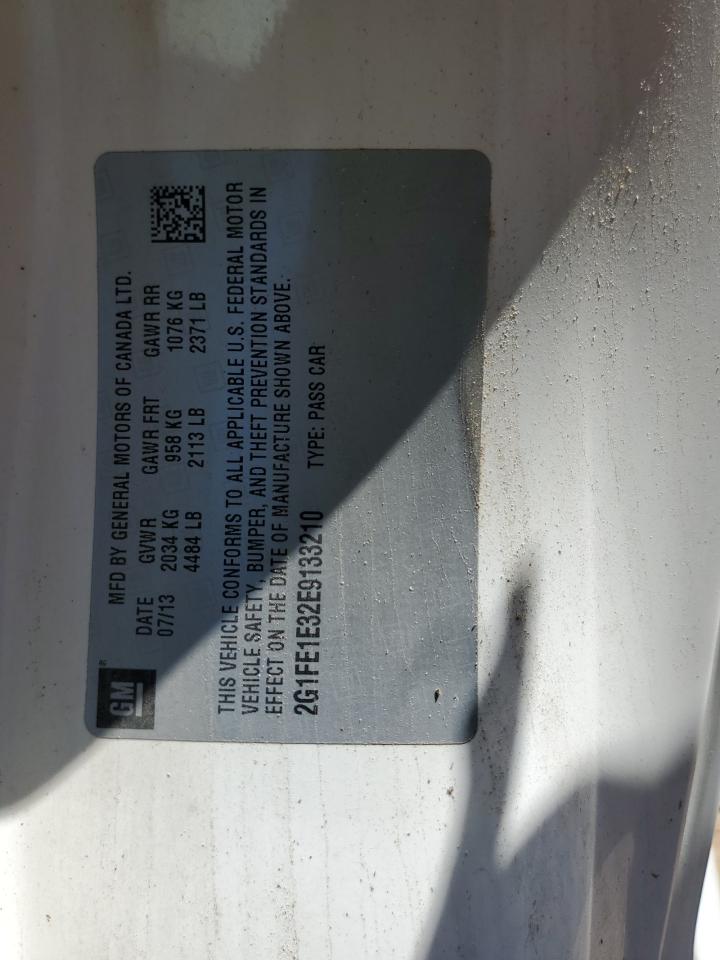 GM
MFD BY GENERAL MOTORS OF CANADA LTD.
DATE GVWR GAWR FRT GAWR RR
07/13 2034 KG 958 KG 1076 KG
4484 LB 2113 LB 2371 LB
THIS VEHICLE CONFORMS TO ALL APPLICABLE U.S. FEDERAL MOTOR
VEHICLE SAFETY, BUMPER, AND THEFT PREVENTION STANDARDS IN
EFFECT ON THE DATE OF MANUFACTURE SHOWN ABOVE.
2G1FE1E32E9133210 TYPE: PASS CAR